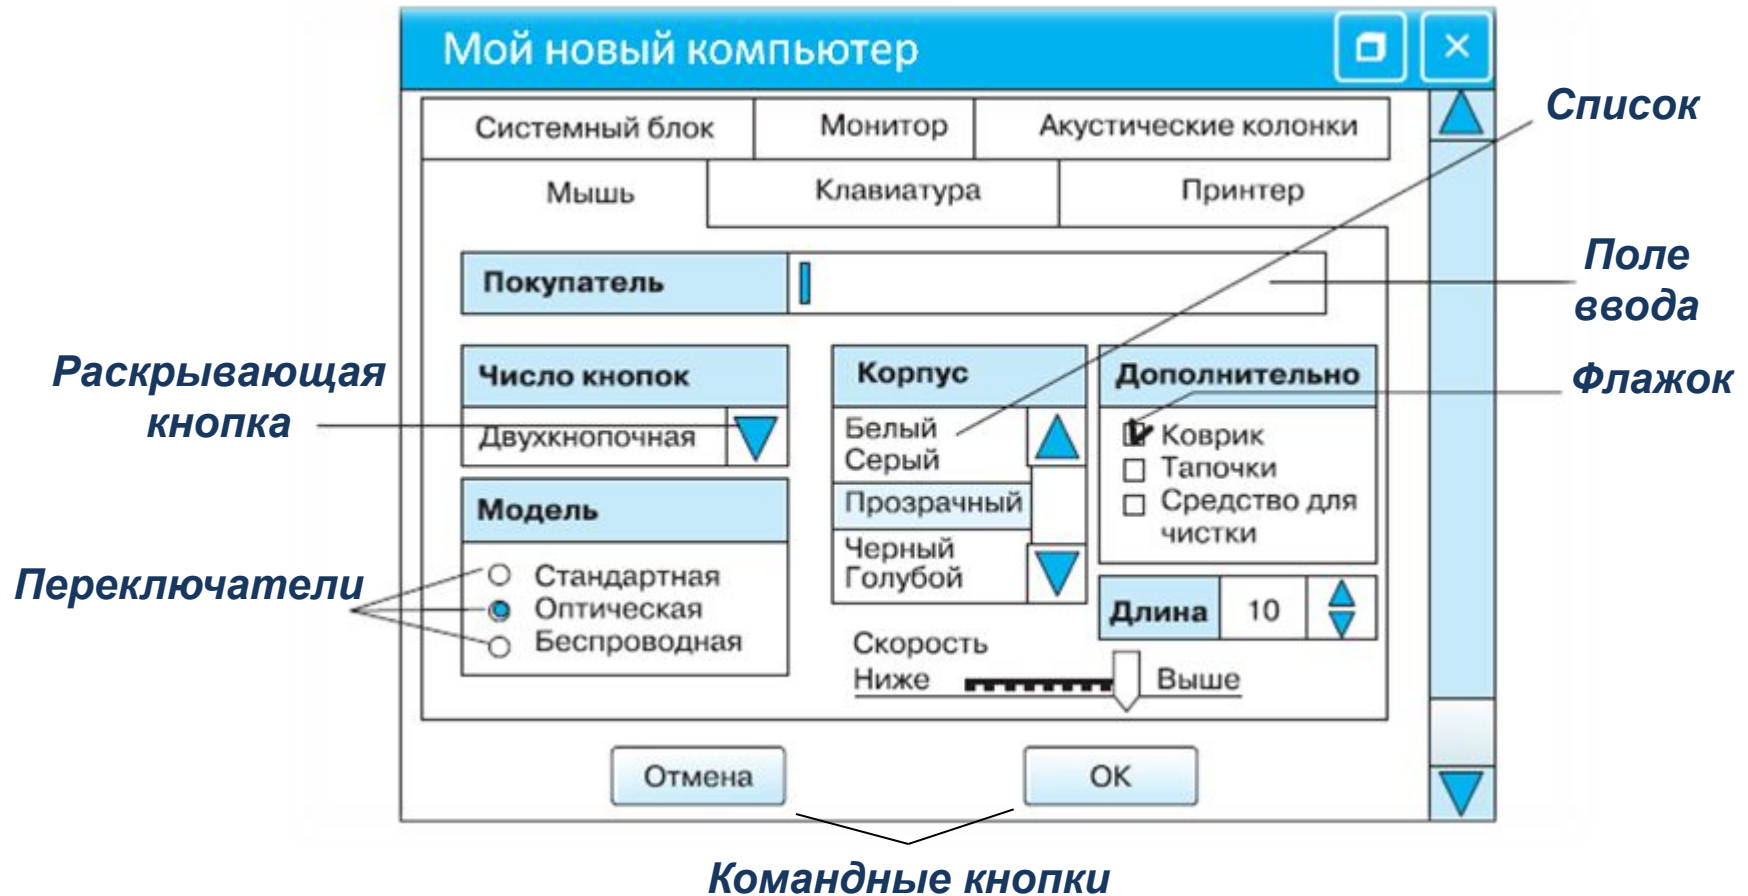 Мой новый компьютер
Список
Системный блок
Монитор
Акустические колонки
Мышь
Клавиатура
Принтер
Поле
ввода
Покупатель
Раскрывающая
кнопка
Число кнопок
Двухкнопочная
Корпус
Белый
Серый
Прозрачный
Черный
Голубой
Дополнительно
Флажок
Коврик
Тапочки
Средство для
чистки
Модель
Переключатели
Стандартная
Оптическая
Беспроводная
Длина
10
Скорость
Ниже
Выше
Отмена
ОК
Командные кнопки